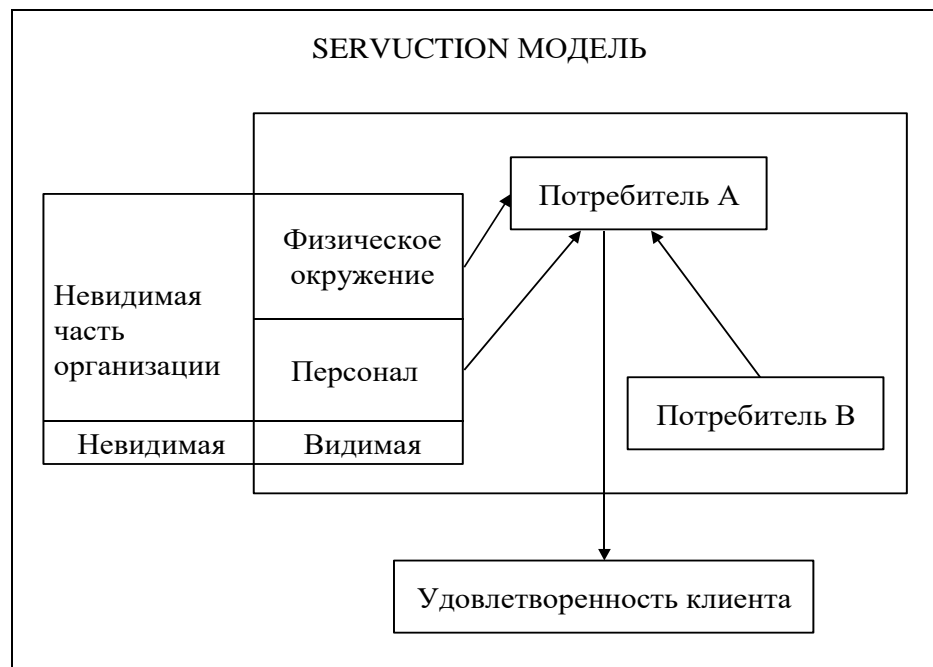 SERVUCTION МОДЕЛЬ
Потребитель А
Физическое
окружение
Невидимая
часть
организации
Персонал
Потребитель В
Невидимая
Видимая
Удовлетворенность клиента